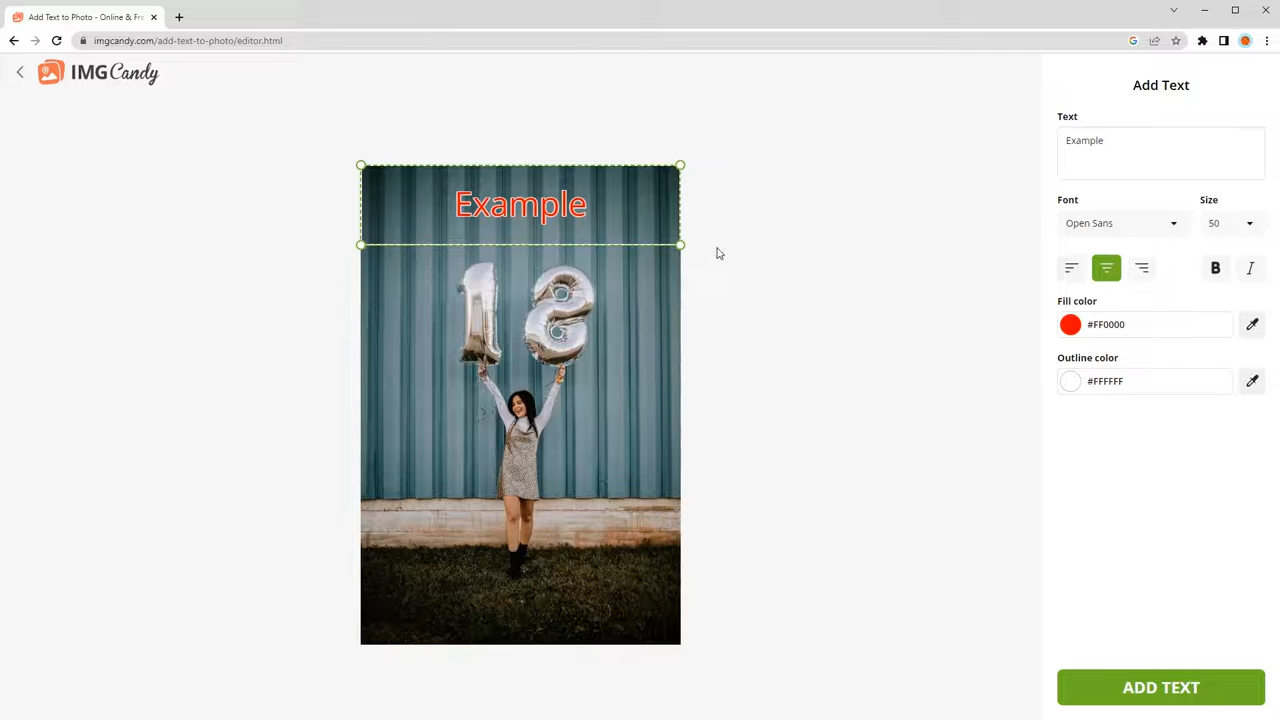 Add Text to Photo - Online & Fr
imgcandy.com/add-text-to-photo/editor.html
IMG Candy
Add Text
Text
Example
Example
Font
Size
Open Sans
50
B
I
Fill color
#FF0000
18
Outline color
#FFFFFF
ADD TEXT